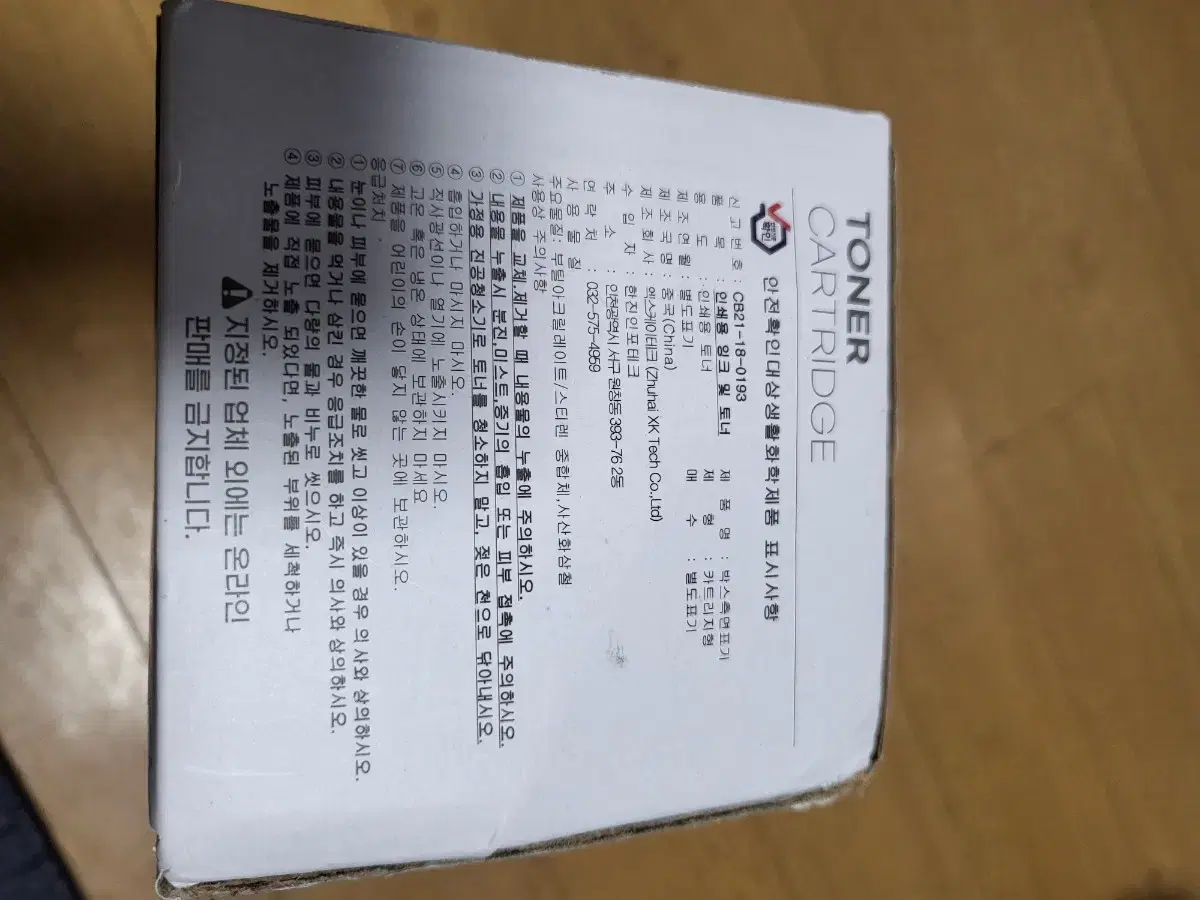 TONER
CARTRIDGE
안전확인대상생활화학제품 표시사항
신고번호 : CB21-18-0193 제 품 명 : 박스측면표기
품 목 : 인쇄용 잉크 및 토너 제 형 : 카트리지형
용 도 : 인쇄용 토너 매 수 : 별도표기
제조연월 : 별도표기
제조국명 : 중국(China)
제조회사 : 엑스케이테크 (Zhuhai XK Tech Co.,Ltd)
수 입 자 : 한진인포테크
주 소 : 인천광역시 서구 원창동 393-76 2동
연 락 처 : 032-575-4959
사 용 물 질
주요물질: 부틸아크릴레이트/스티렌 중합체,사산화삼철
사용상 주의사항
① 제품을 교체.제거할 때 내용물의 누출에 주의하시오.
② 내용물 누출시 분진,미스트,증기의 흡입 또는 피부 접촉에 주의하시오.
③ 가정용 진공청소기로 토너를 청소하지 말고, 젖은 천으로 닦아내시오.
④ 흡입하거나 마시지 마시오.
⑤ 직사광선이나 열기에 노출시키지 마시오.
⑥ 고온 혹은 냉온 상태에 보관하지 마세요
⑦ 제품을 어린이의 손이 닿지 않는 곳에 보관하시오.
응급처치 :
① 눈이나 피부에 묻으면 깨끗한 물로 씻고 이상이 있을 경우 의사와 상의하시오.
② 내용물을 먹거나 삼킨 경우 응급조치를 하고 즉시 의사와 상의하시오.
③ 피부에 묻으면 다량의 물과 비누로 씻으시오.
④ 제품에 직접 노출 되었다면, 노출된 부위를 세척하거나
노출물을 제거하시오.
지정된 업체 외에는 온라인
판매를 금지합니다.